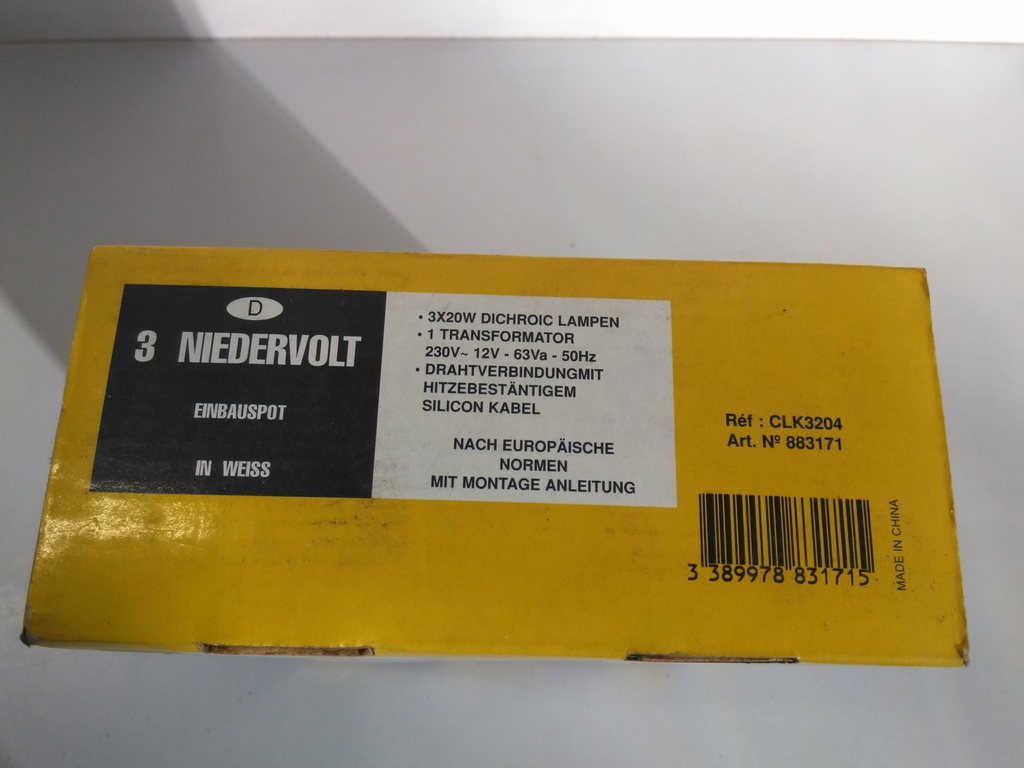 D
3 NIEDERVOLT
EINBAUSPOT
IN WEISS
• 3X20W DICHROIC LAMPEN
• 1 TRANSFORMATOR
230V~ 12V - 63Va - 50Hz
• DRAHTVERBINDUNGMIT
HITZEBESTÄNTIGEM
SILICON KABEL
NACH EUROPÄISCHE
NORMEN
MIT MONTAGE ANLEITUNG
Réf : CLK3204
Art. Nº 883171
3 389978 831715
MADE IN CHINA